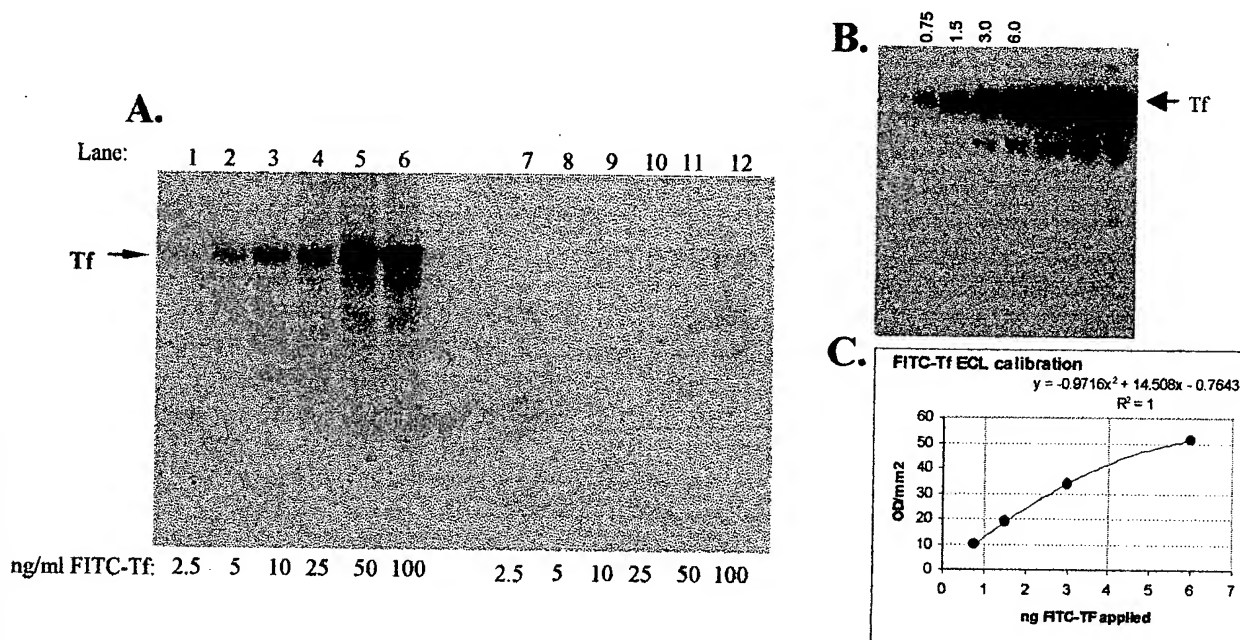 A.
Lane: 1 2 3 4 5 6 7 8 9 10 11 12
Tf
ng/ml FITC-Tf: 2.5 5 10 25 50 100 2.5 5 10 25 50 100
B.
0.75 1.5 3.0 6.0
Tf
C.
FITC-Tf ECL calibration
y = -0.9716x² + 14.508x - 0.7643
R² = 1
OD/mm2
60
50
40
30
20
10
0
0 1 2 3 4 5 6 7
ng FITC-TF applied